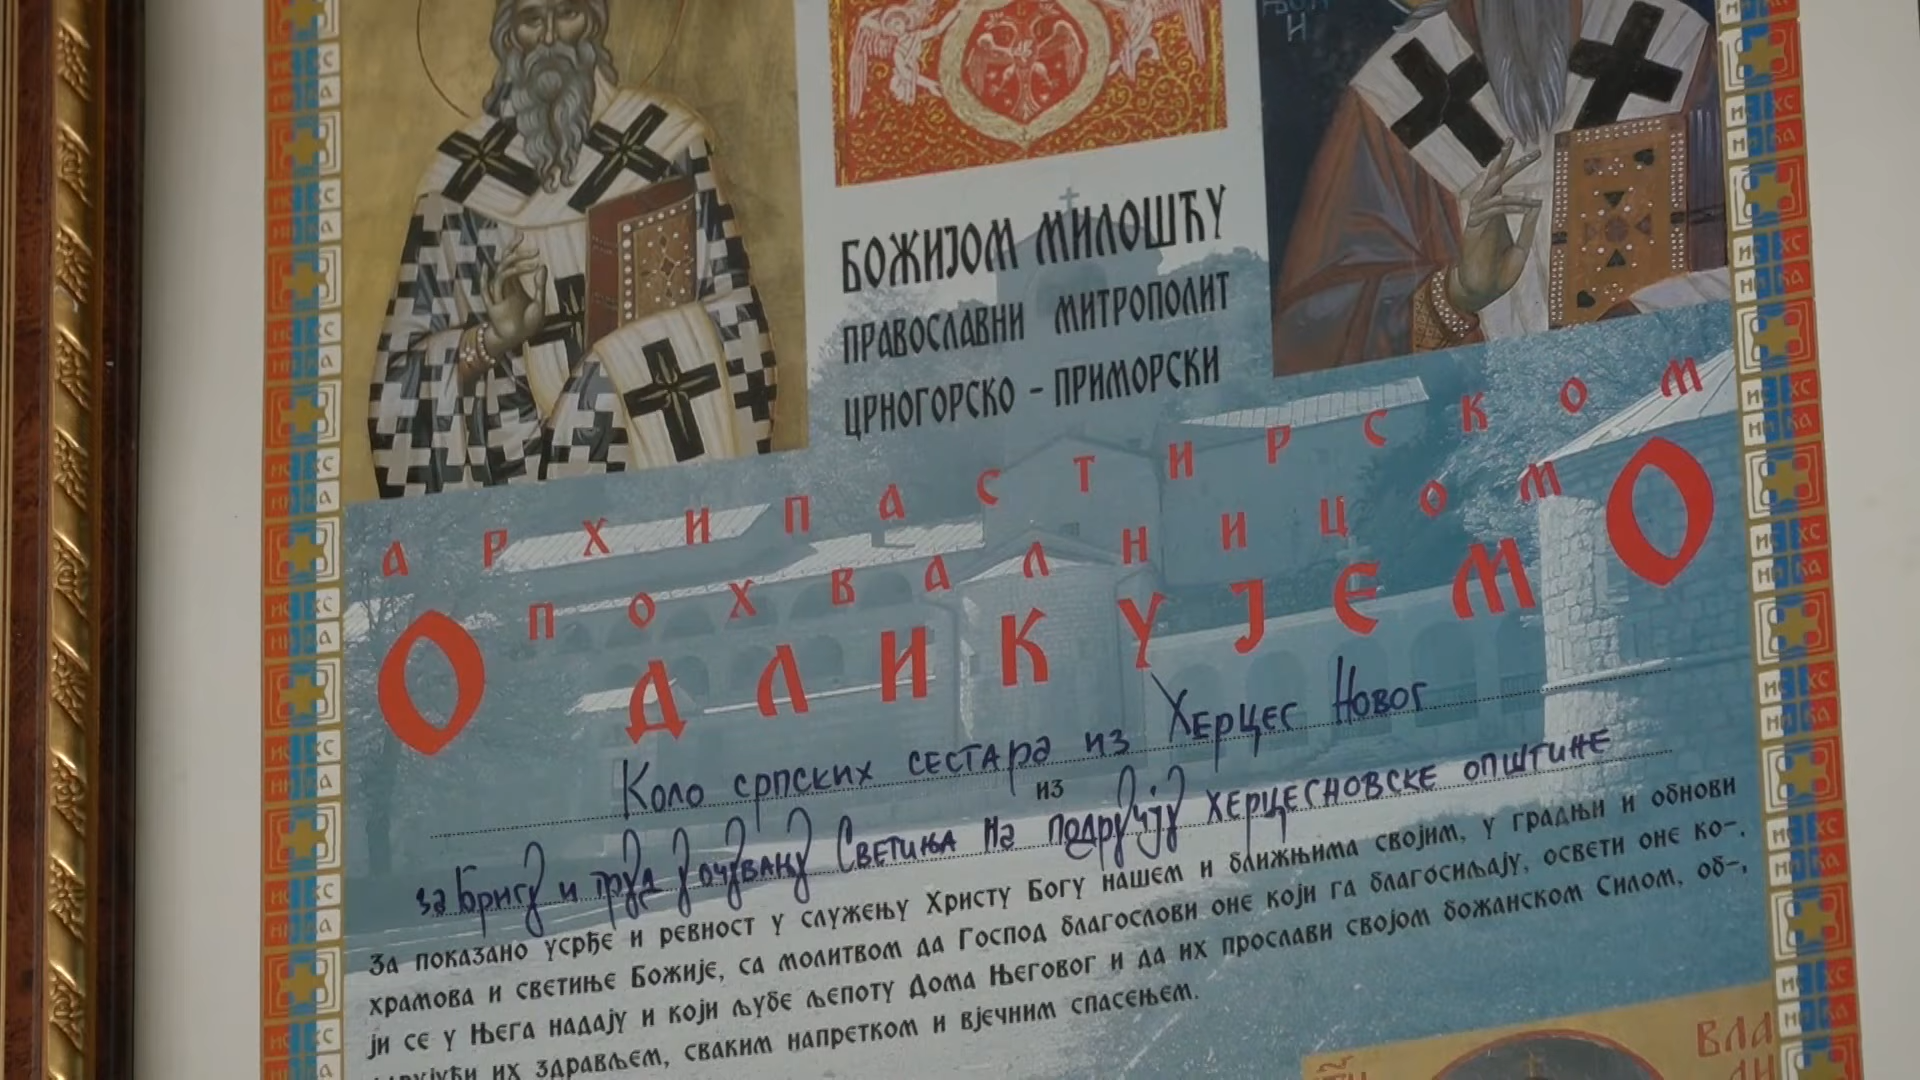 БОЖИЈОМ МИЛОШЋУ
ПРАВОСЛАВНИ МИТРОПОЛИТ
ЦРНОГОРСКО - ПРИМОРСКИ
АРХИПАСТИРСКОМ
ПОХВАЛНИЦОМ
ОДЛИКУЈЕМО
Коло српских сестара из Херцег Новог
из
за бригу и труд у очувању Светиња на подручју херцегновске општине
За показано усрђе и ревност у служењу Христу Богу нашем и ближњима својим, у градњи и обнови
храмова и светиње Божије, са молитвом да Господ благослови оне који га благосиљају, освети оне ко-,
ји се у Њега надају и који љубе љепоту Дома Његовог и да их прослави својом божанском Силом, об-,
их здрављем, сваким напретком и вјечним спасењем.